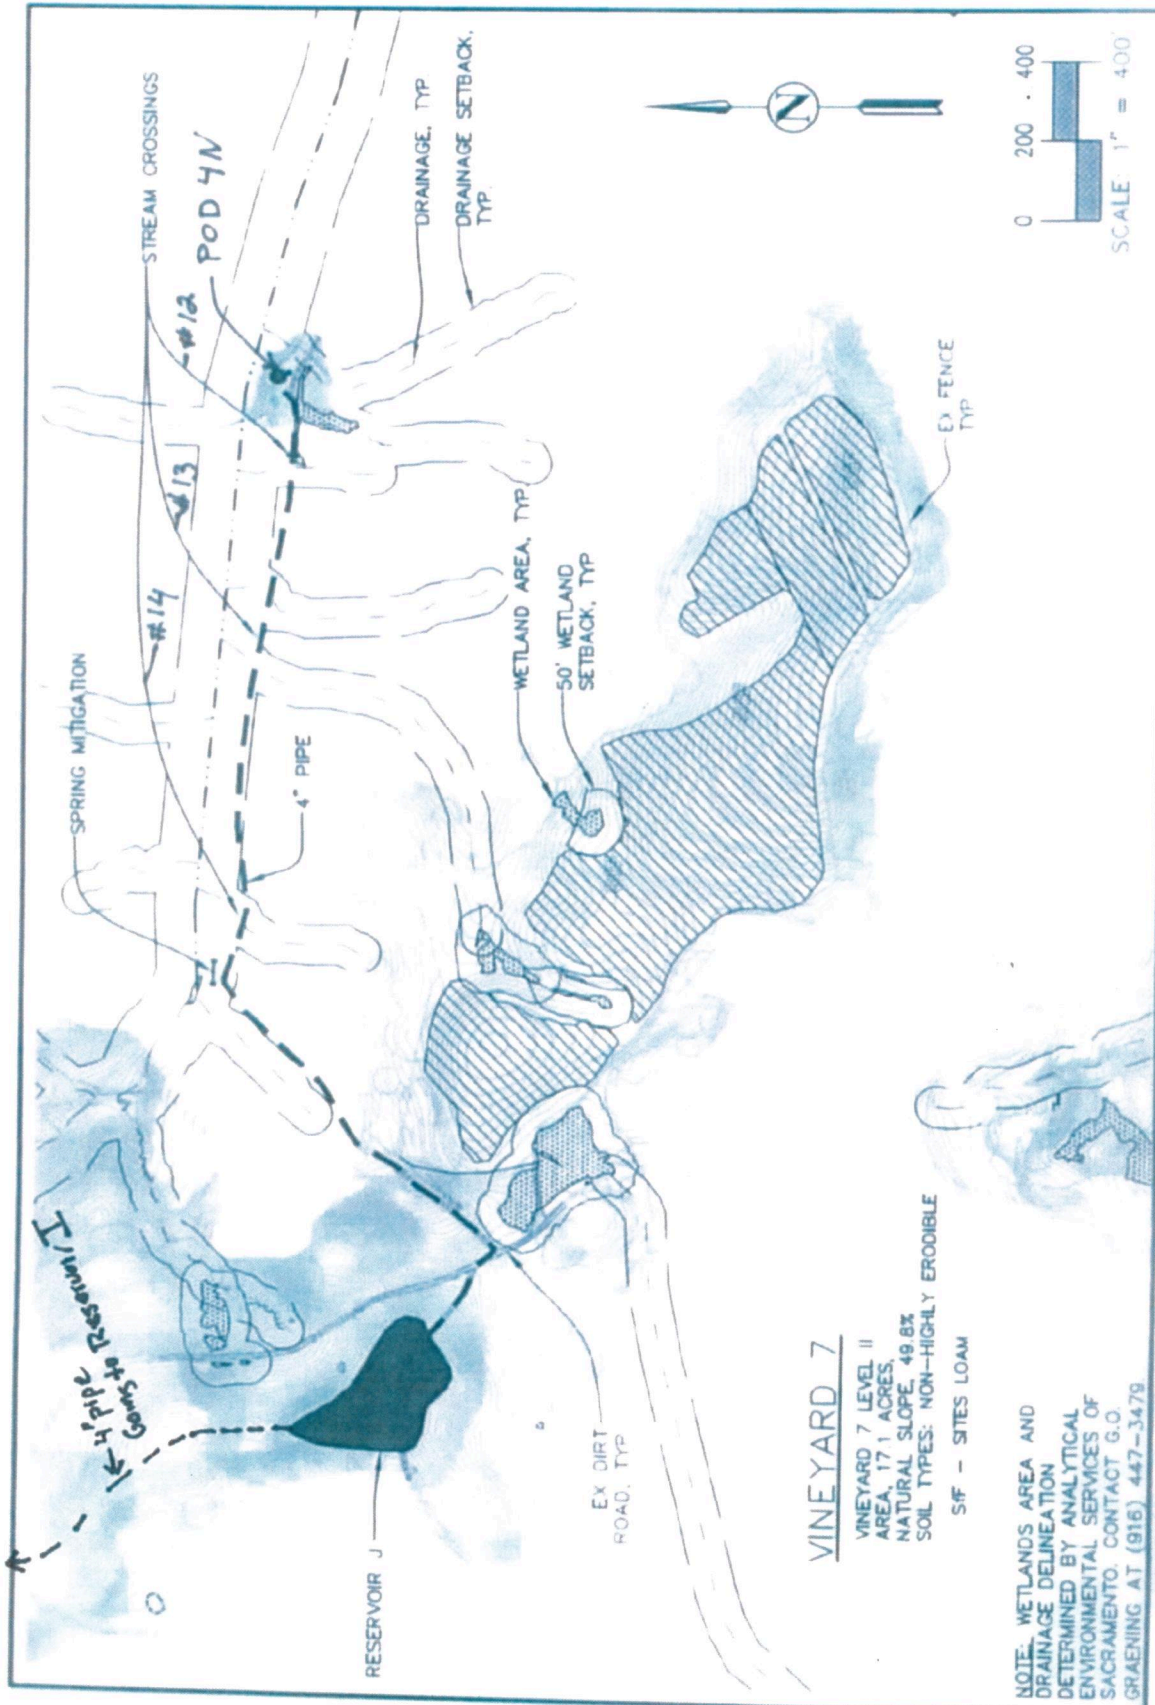 SPRING MITIGATION
#14
#13
STREAM CROSSINGS
#12
POD 4N
4" PIPE
DRAINAGE, TYP
DRAINAGE SETBACK,
TYP.
WETLAND AREA, TYP.
50' WETLAND
SETBACK, TYP
EX FENCE
TYP
N
0 200 400
SCALE: 1" = 400'
I
4" pipe
Goes to Reservoir I
RESERVOIR J
EX DIRT
ROAD, TYP
VINEYARD 7
VINEYARD 7 LEVEL II
AREA, 17.1 ACRES,
NATURAL SLOPE, 49.8%
SOIL TYPES: NON-HIGHLY ERODIBLE
SfF - SITES LOAM
NOTE: WETLANDS AREA AND
DRAINAGE DELINEATION
DETERMINED BY ANALYTICAL
ENVIRONMENTAL SERVICES OF
SACRAMENTO. CONTACT G.O.
GRAENING AT (916) 447-3479